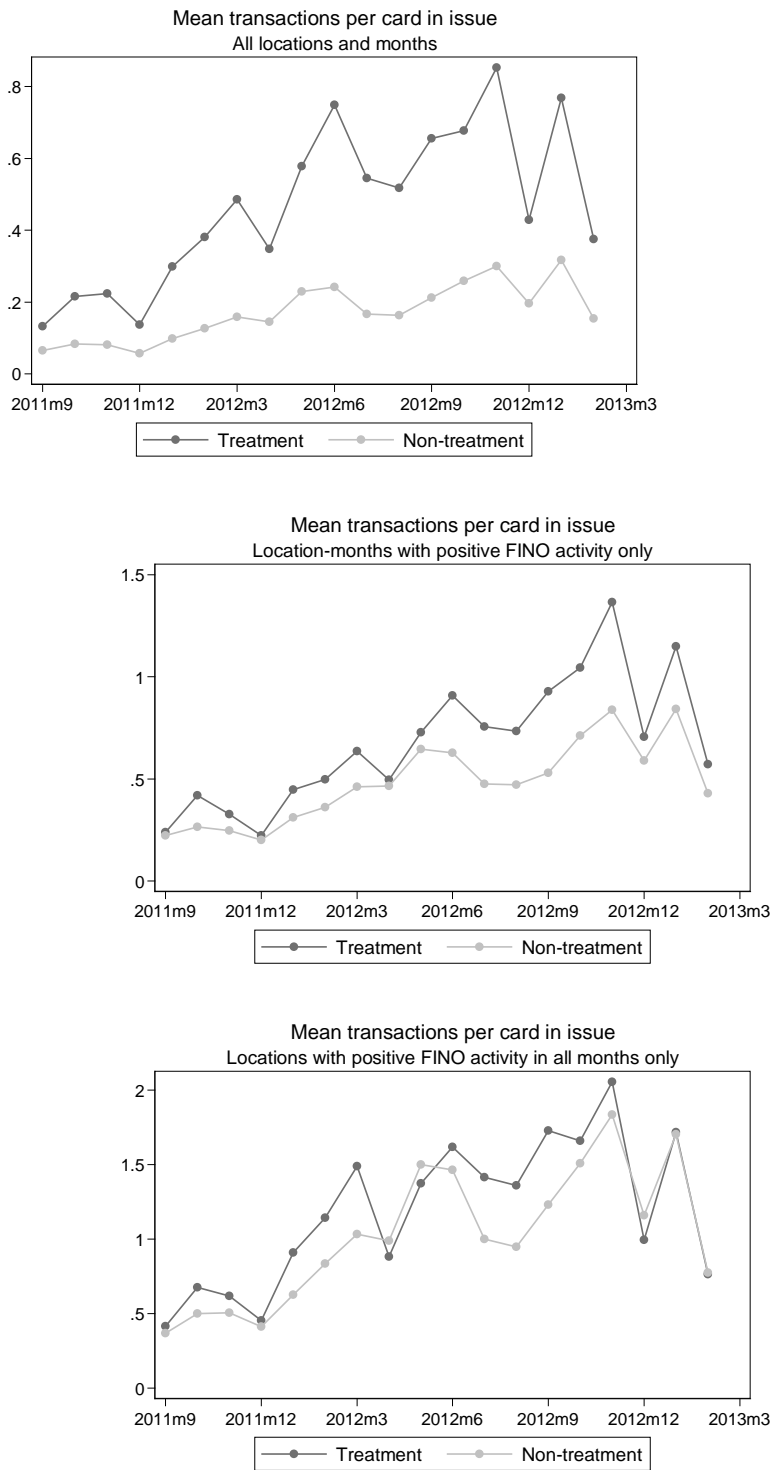 Mean transactions per card in issue
All locations and months
.8
.6
.4
.2
0
2011m9 2011m12 2012m3 2012m6 2012m9 2012m12 2013m3
Treatment Non-treatment
Mean transactions per card in issue
Location-months with positive FINO activity only
1.5
1
.5
0
2011m9 2011m12 2012m3 2012m6 2012m9 2012m12 2013m3
Treatment Non-treatment
Mean transactions per card in issue
Locations with positive FINO activity in all months only
2
1.5
1
.5
0
2011m9 2011m12 2012m3 2012m6 2012m9 2012m12 2013m3
Treatment Non-treatment